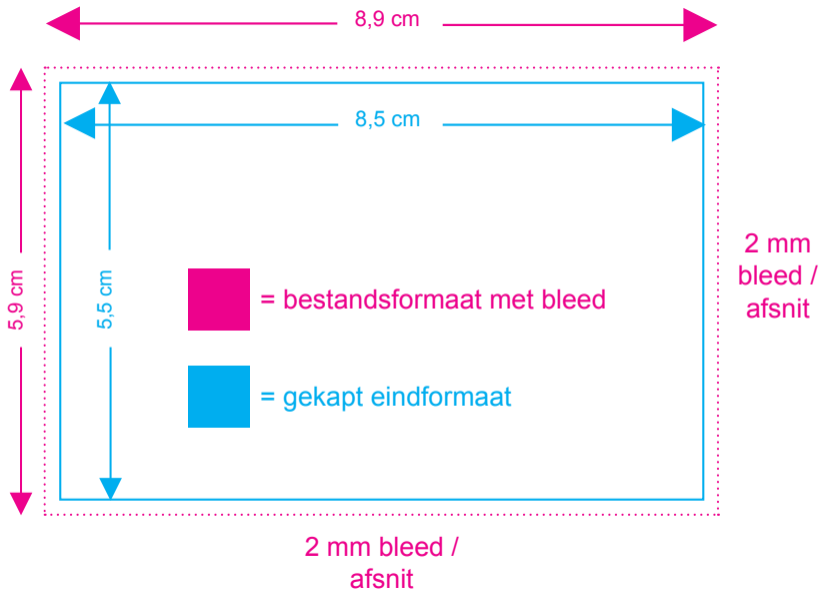 8,9 cm
8,5 cm
5,9 cm
5,5 cm
2 mm
bleed /
afsnit
= bestandsformaat met bleed
= gekapt eindformaat
2 mm bleed /
afsnit